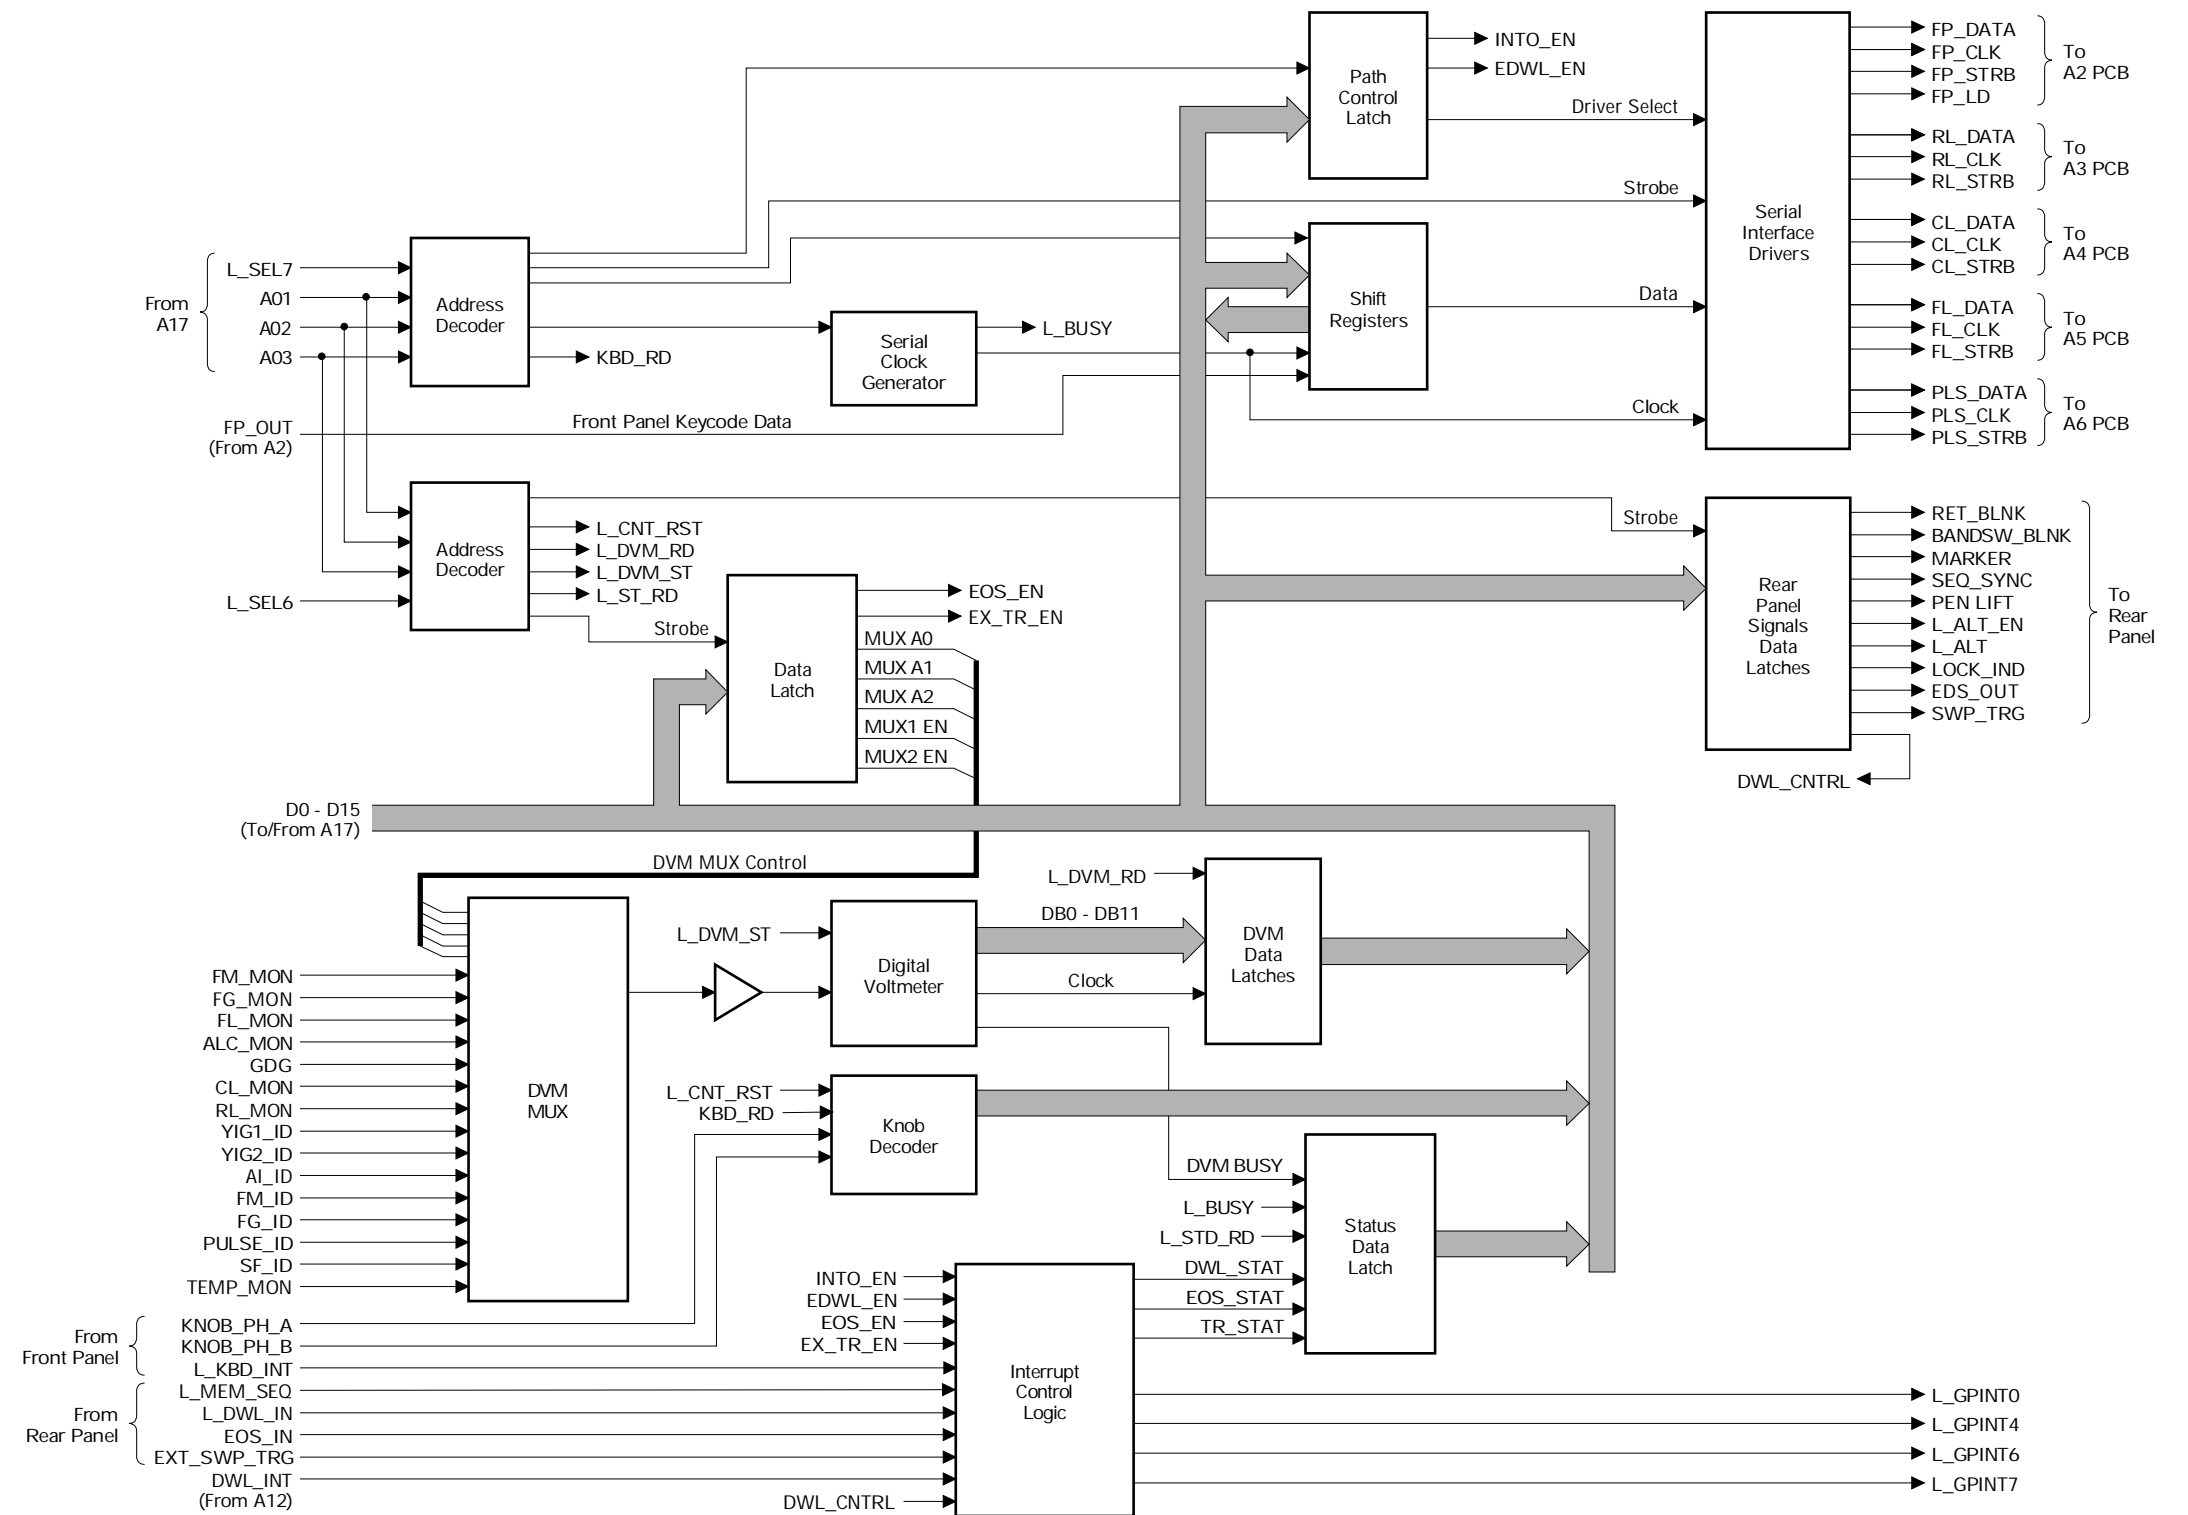 INTO_EN
EDWL_EN
Path
Control
Latch
Driver Select
FP_DATA
FP_CLK
FP_STRB
FP_LD
To
A2 PCB
RL_DATA
RL_CLK
RL_STRB
To
A3 PCB
Strobe
Serial
Interface
Drivers
CL_DATA
CL_CLK
CL_STRB
To
A4 PCB
From
A17
L_SEL7
A01
A02
A03
Address
Decoder
KBD_RD
Serial
Clock
Generator
L_BUSY
Shift
Registers
Data
Clock
FL_DATA
FL_CLK
FL_STRB
To
A5 PCB
PLS_DATA
PLS_CLK
PLS_STRB
To
A6 PCB
FP_OUT
(From A2)
Front Panel Keycode Data
L_SEL6
Address
Decoder
L_CNT_RST
L_DVM_RD
L_DVM_ST
L_ST_RD
Strobe
Data
Latch
EOS_EN
EX_TR_EN
MUX A0
MUX A1
MUX A2
MUX1 EN
MUX2 EN
Strobe
Rear
Panel
Signals
Data
Latches
RET_BLNK
BANDSW_BLNK
MARKER
SEQ_SYNC
PEN LIFT
L_ALT_EN
L_ALT
LOCK_IND
EDS_OUT
SWP_TRG
To
Rear
Panel
DWL_CNTRL
D0 - D15
(To/From A17)
DVM MUX Control
L_DVM_RD
DB0 - DB11
L_DVM_ST
Digital
Voltmeter
Clock
DVM
Data
Latches
FM_MON
FG_MON
FL_MON
ALC_MON
GDG
CL_MON
RL_MON
YIG1_ID
YIG2_ID
AI_ID
FM_ID
FG_ID
PULSE_ID
SF_ID
TEMP_MON
DVM
MUX
L_CNT_RST
KBD_RD
Knob
Decoder
DVM BUSY
L_BUSY
L_STD_RD
DWL_STAT
EOS_STAT
TR_STAT
Status
Data
Latch
INTO_EN
EDWL_EN
EOS_EN
EX_TR_EN
From
Front Panel
KNOB_PH_A
KNOB_PH_B
L_KBD_INT
From
Rear Panel
L_MEM_SEQ
L_DWL_IN
EOS_IN
EXT_SWP_TRG
DWL_INT
(From A12)
DWL_CNTRL
Interrupt
Control
Logic
L_GPINT0
L_GPINT4
L_GPINT6
L_GPINT7